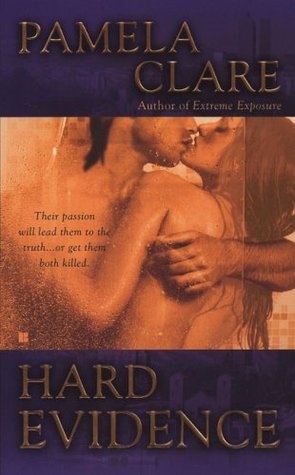 PAMELA
CLARE
Author of Extreme Exposure
Their passion
will lead them to the
truth...or get them
both killed.
HARD
EVIDENCE